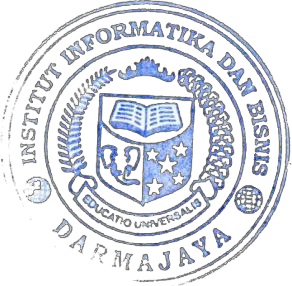 INSTITUT INFORMATIKA DAN BISNIS
EDUCATIO UNIVERSALIS
DARMAJAYA